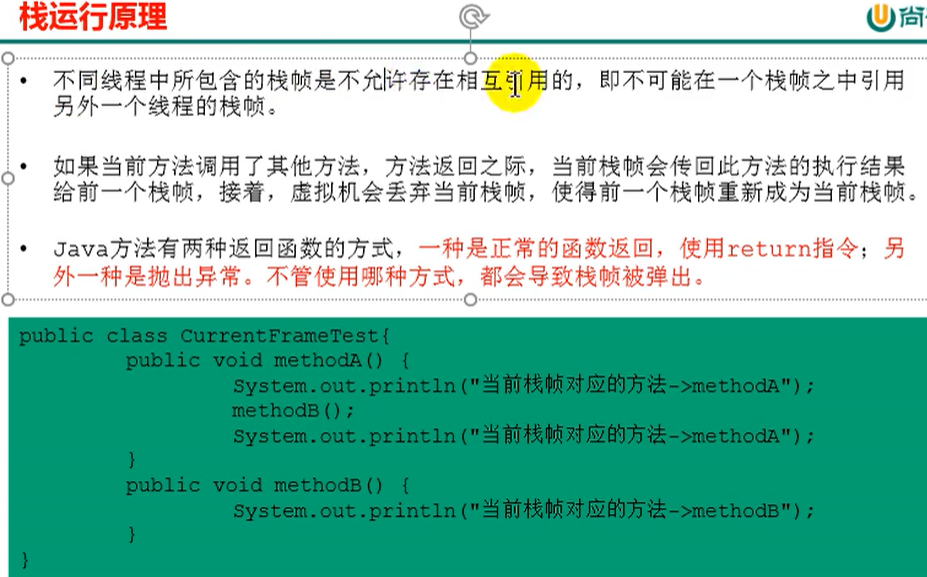 栈运行原理
尚
• 不同线程中所包含的栈帧是不允许存在相互引用的，即不可能在一个栈帧之中引用
另外一个线程的栈帧。
• 如果当前方法调用了其他方法，方法返回之际，当前栈帧会传回此方法的执行结果
给前一个栈帧，接着，虚拟机会丢弃当前栈帧，使得前一个栈帧重新成为当前栈帧。
• Java方法有两种返回函数的方式，一种是正常的函数返回，使用return指令；另
外一种是抛出异常。不管使用哪种方式，都会导致栈帧被弹出。
public class CurrentFrameTest{
public void methodA() {
System.out.println("当前栈帧对应的方法->methodA");
methodB();
System.out.println("当前栈帧对应的方法->methodA");
}
public void methodB() {
System.out.println("当前栈帧对应的方法->methodB");
}
}